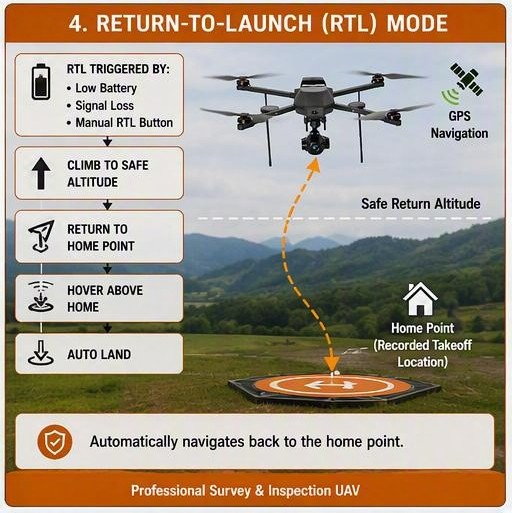 4. RETURN-TO-LAUNCH (RTL) MODE
RTL TRIGGERED BY:
• Low Battery
• Signal Loss
• Manual RTL Button
CLIMB TO SAFE
ALTITUDE
RETURN TO
HOME POINT
HOVER ABOVE
HOME
AUTO LAND
GPS
Navigation
Safe Return Altitude
Home Point
(Recorded Takeoff
Location)
H
Automatically navigates back to the home point.
Professional Survey & Inspection UAV